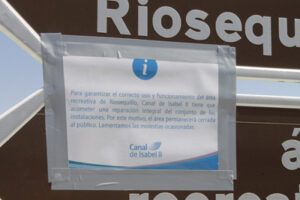 Riosequ
i
Para garantizar el correcto uso y funcionamiento del área
recreativa de Riosequillo, Canal de Isabel II tiene que
acometer una reparación integral del conjunto de las
instalaciones. Por este motivo, el área permanecerá cerrada
al público. Lamentamos las molestias ocasionadas.
Canal
de Isabel II
á
recrea